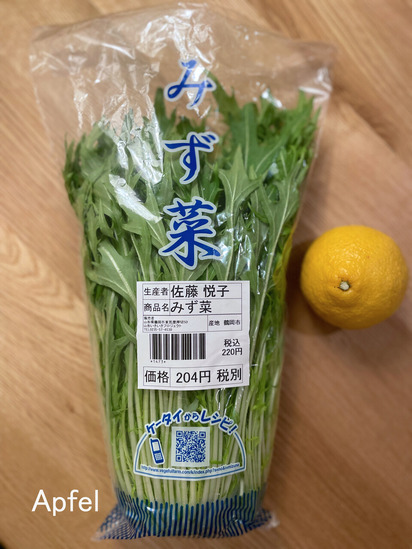 みず菜
生産者 佐藤 悦子
商品名 みず菜
産地 鶴岡市
税込
220円
価格 204円 税別
ケータイからレシピ!
Apfel